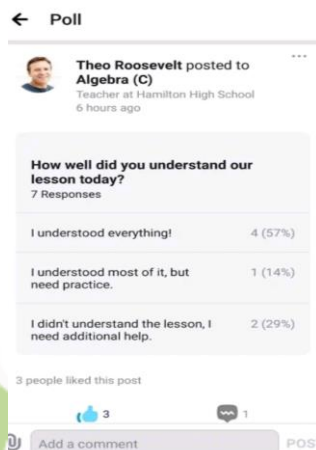 Poll
Theo Roosevelt posted to
Algebra (C)
Teacher at Hamilton High School
6 hours ago
How well did you understand our
lesson today?
7 Responses
I understood everything! 4 (57%)
I understood most of it, but 1 (14%)
need practice.
I didn't understand the lesson, I 2 (29%)
need additional help.
3 people liked this post
3 1
Add a comment POS